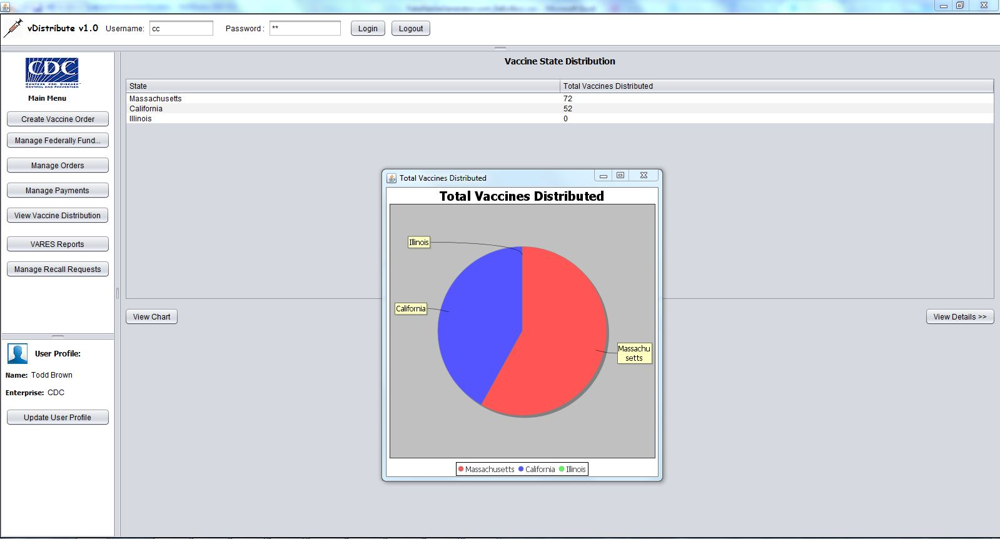 vDistribute v1.0 Username: cc Password : ** Login Logout
CDC
CENTERS FOR DISEASE
CONTROL AND PREVENTION
Main Menu
Create Vaccine Order
Manage Federally Fund...
Manage Orders
Manage Payments
View Vaccine Distribution
VARES Reports
Manage Recall Requests
User Profile:
Name: Todd Brown
Enterprise: CDC
Update User Profile
Vaccine State Distribution
State Total Vaccines Distributed
Massachusetts 72
California 52
Illinois 0
View Chart
View Details >>
Total Vaccines Distributed
Total Vaccines Distributed
Illinois
California
Massachu
setts
Massachusetts California Illinois